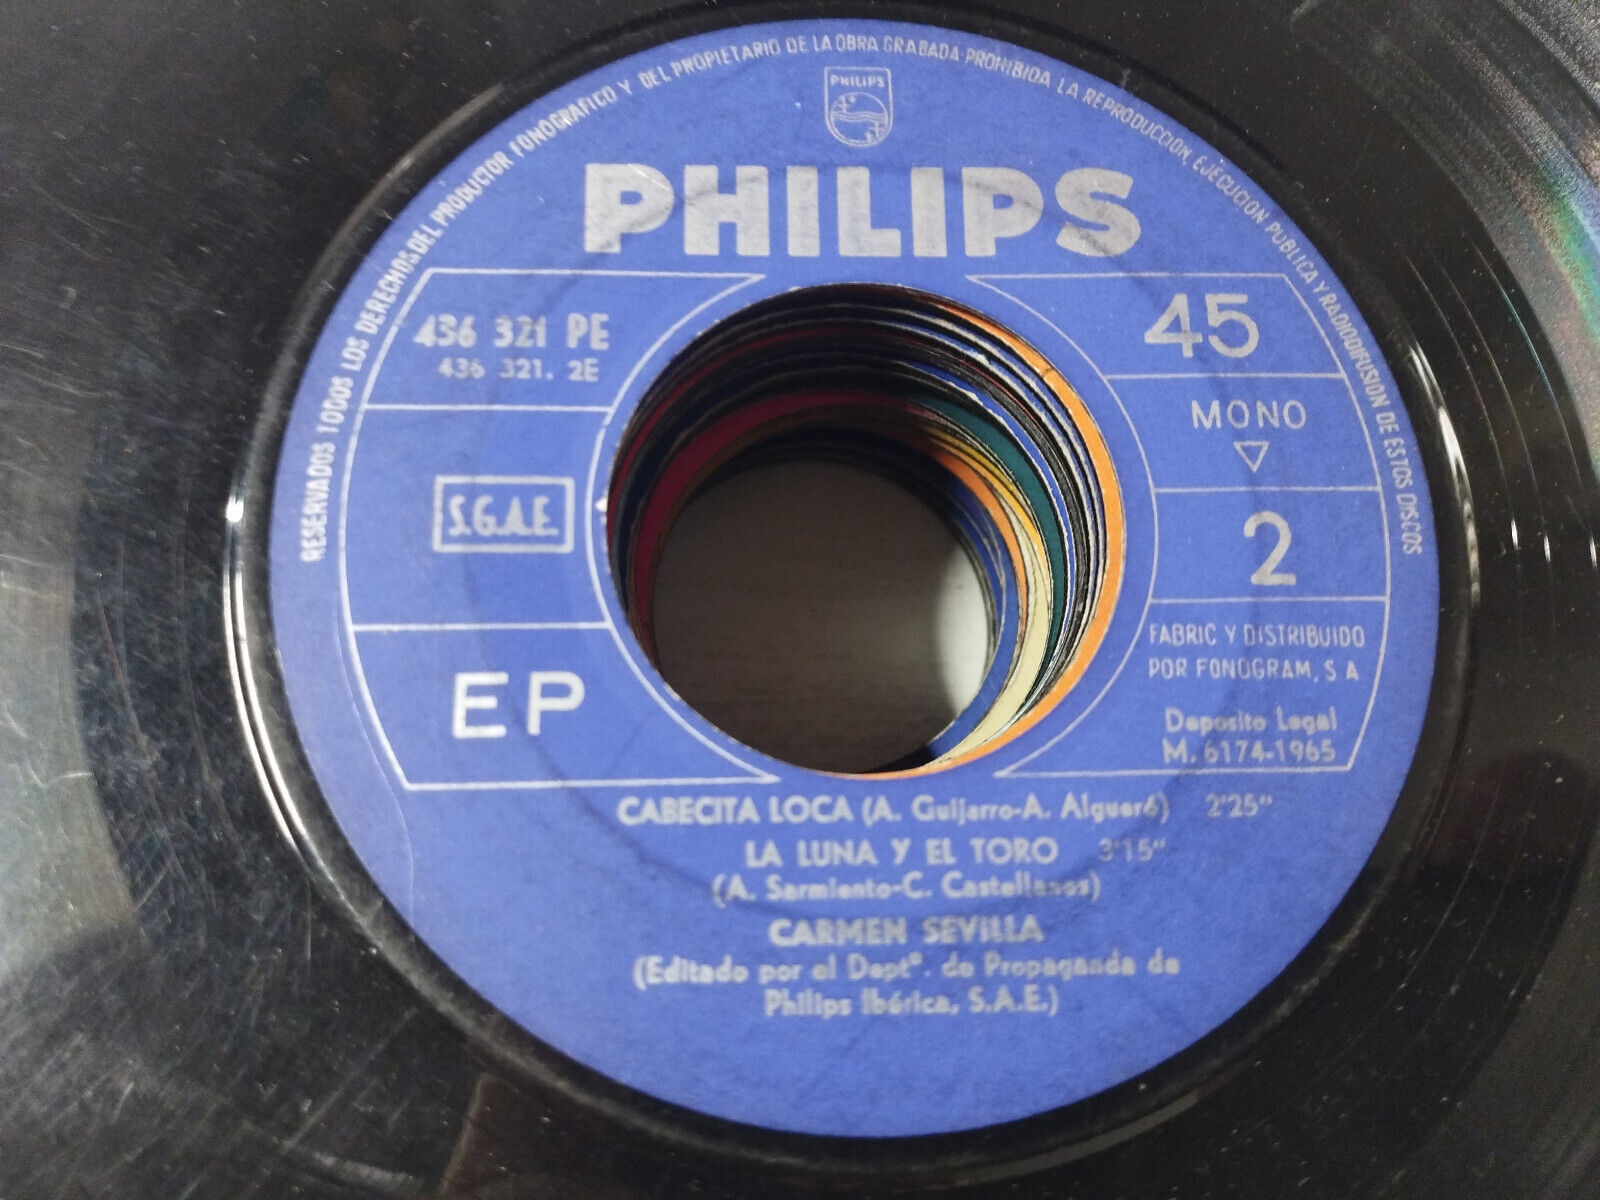 RESERVADOS TODOS LOS DERECHOS DEL PRODUCTOR FONOGRAFICO Y DEL PROPIETARIO DE LA OBRA GRABADA PROHIBIDA LA REPRODUCCION, EJECUCION PUBLICA Y RADIODIFUSION DE ESTOS DISCOS
PHILIPS
PHILIPS
436 321 PE
436 321. 2E
S.G.A.E.
EP
45
MONO
2
FABRIC Y DISTRIBUIDO
POR FONOGRAM, S A
Deposito Legal
M. 6174-1965
CABECITA LOCA (A. Guijarro-A. Algueró) 2'25"
LA LUNA Y EL TORO 3'15"
(A. Sarmiento-C. Castellanos)
CARMEN SEVILLA
(Editado por el Deptº. de Propaganda de
Philips Ibérica, S.A.E.)